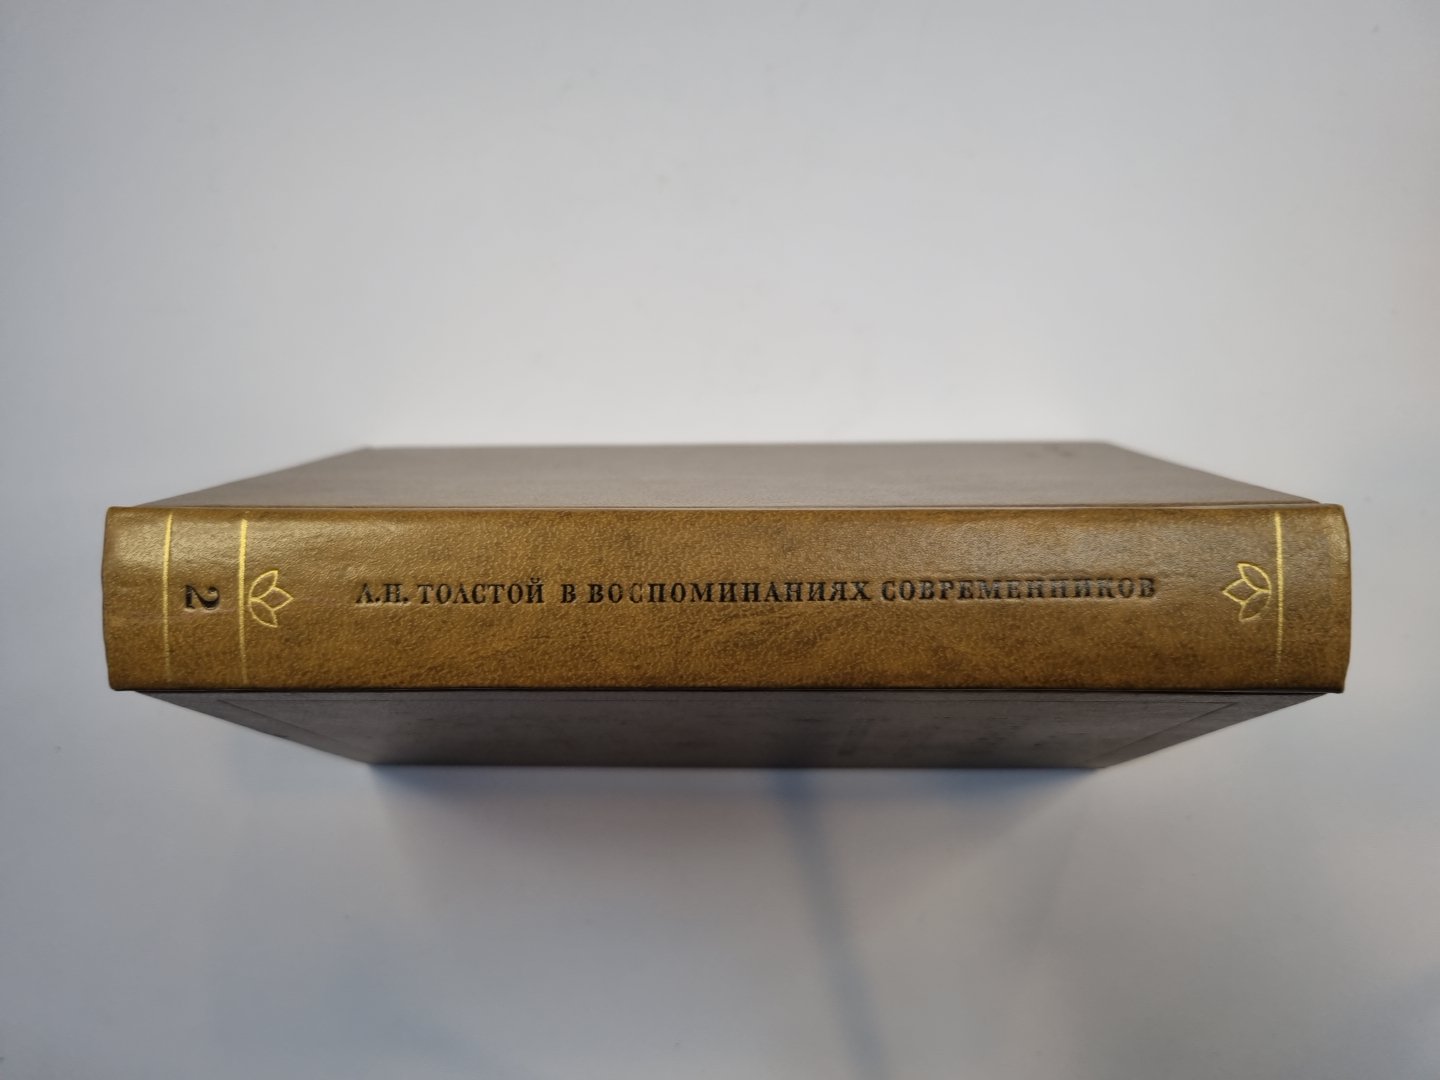 2
Л.Н. ТОЛСТОЙ В ВОСПОМИНАНИЯХ СОВРЕМЕННИКОВ